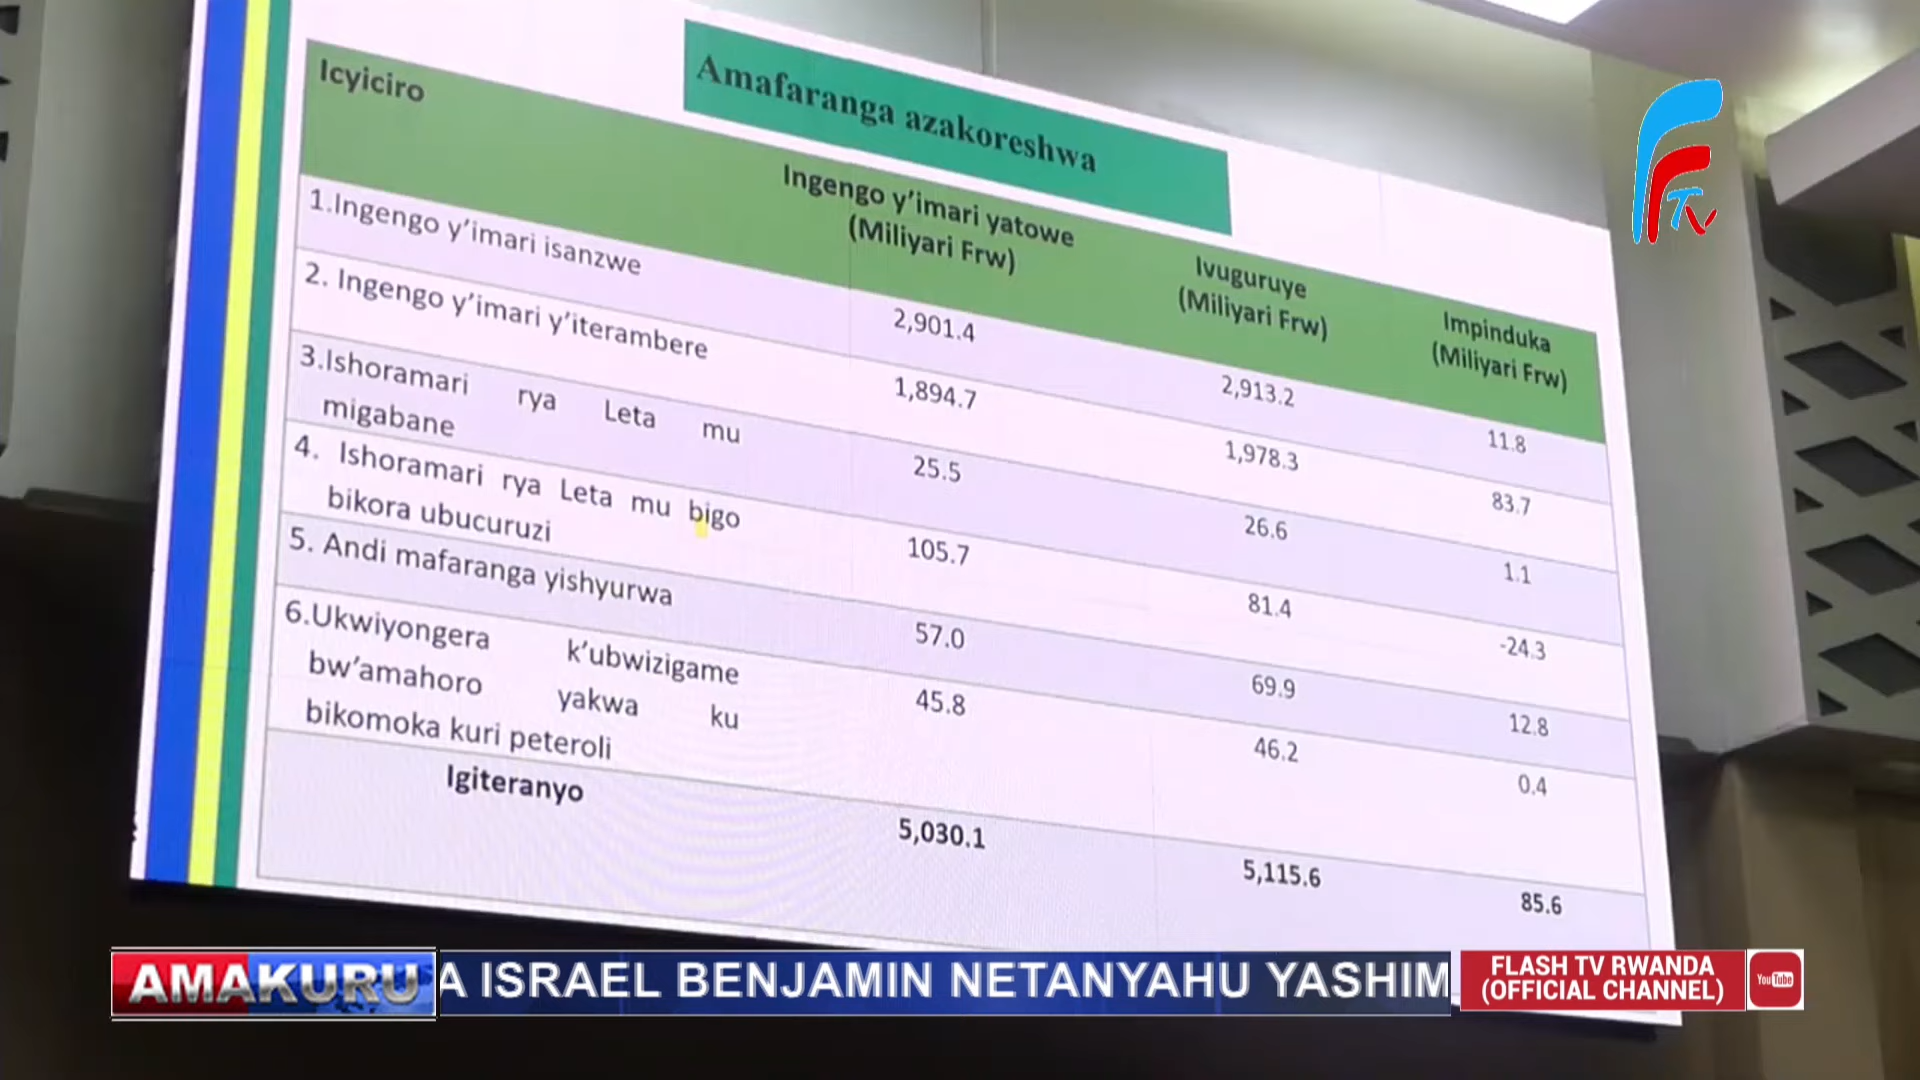 Amafaranga azakoreshwa
Icyiciro
Ingengo y'imari yatowe
(Miliyari Frw)
Ivuguruye
(Miliyari Frw)
Impinduka
(Miliyari Frw)
1.Ingengo y'imari isanzwe
2,901.4
2,913.2
11.8
2. Ingengo y'imari y'iterambere
1,894.7
1,978.3
83.7
3.Ishoramari rya Leta mu
migabane
25.5
26.6
1.1
4. Ishoramari rya Leta mu bigo
bikora ubucuruzi
105.7
81.4
-24.3
5. Andi mafaranga yishyurwa
57.0
69.9
12.8
6.Ukwiyongera k'ubwizigame
bw'amahoro yakwa ku
bikomoka kuri peteroli
45.8
46.2
0.4
Igiteranyo
5,030.1
5,115.6
85.6
FTV
AMAKURU
A ISRAEL BENJAMIN NETANYAHU YASHIM
FLASH TV RWANDA
(OFFICIAL CHANNEL)
YouTube